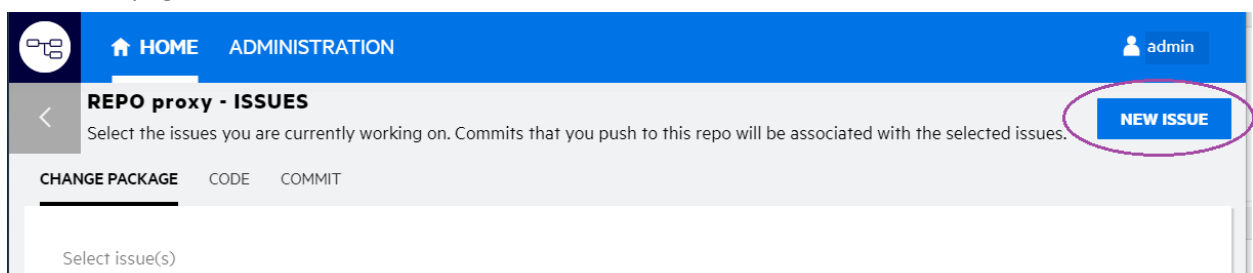 HOME ADMINISTRATION admin
REPO proxy - ISSUES
Select the issues you are currently working on. Commits that you push to this repo will be associated with the selected issues.
NEW ISSUE
CHANGE PACKAGE CODE COMMIT
Select issue(s)